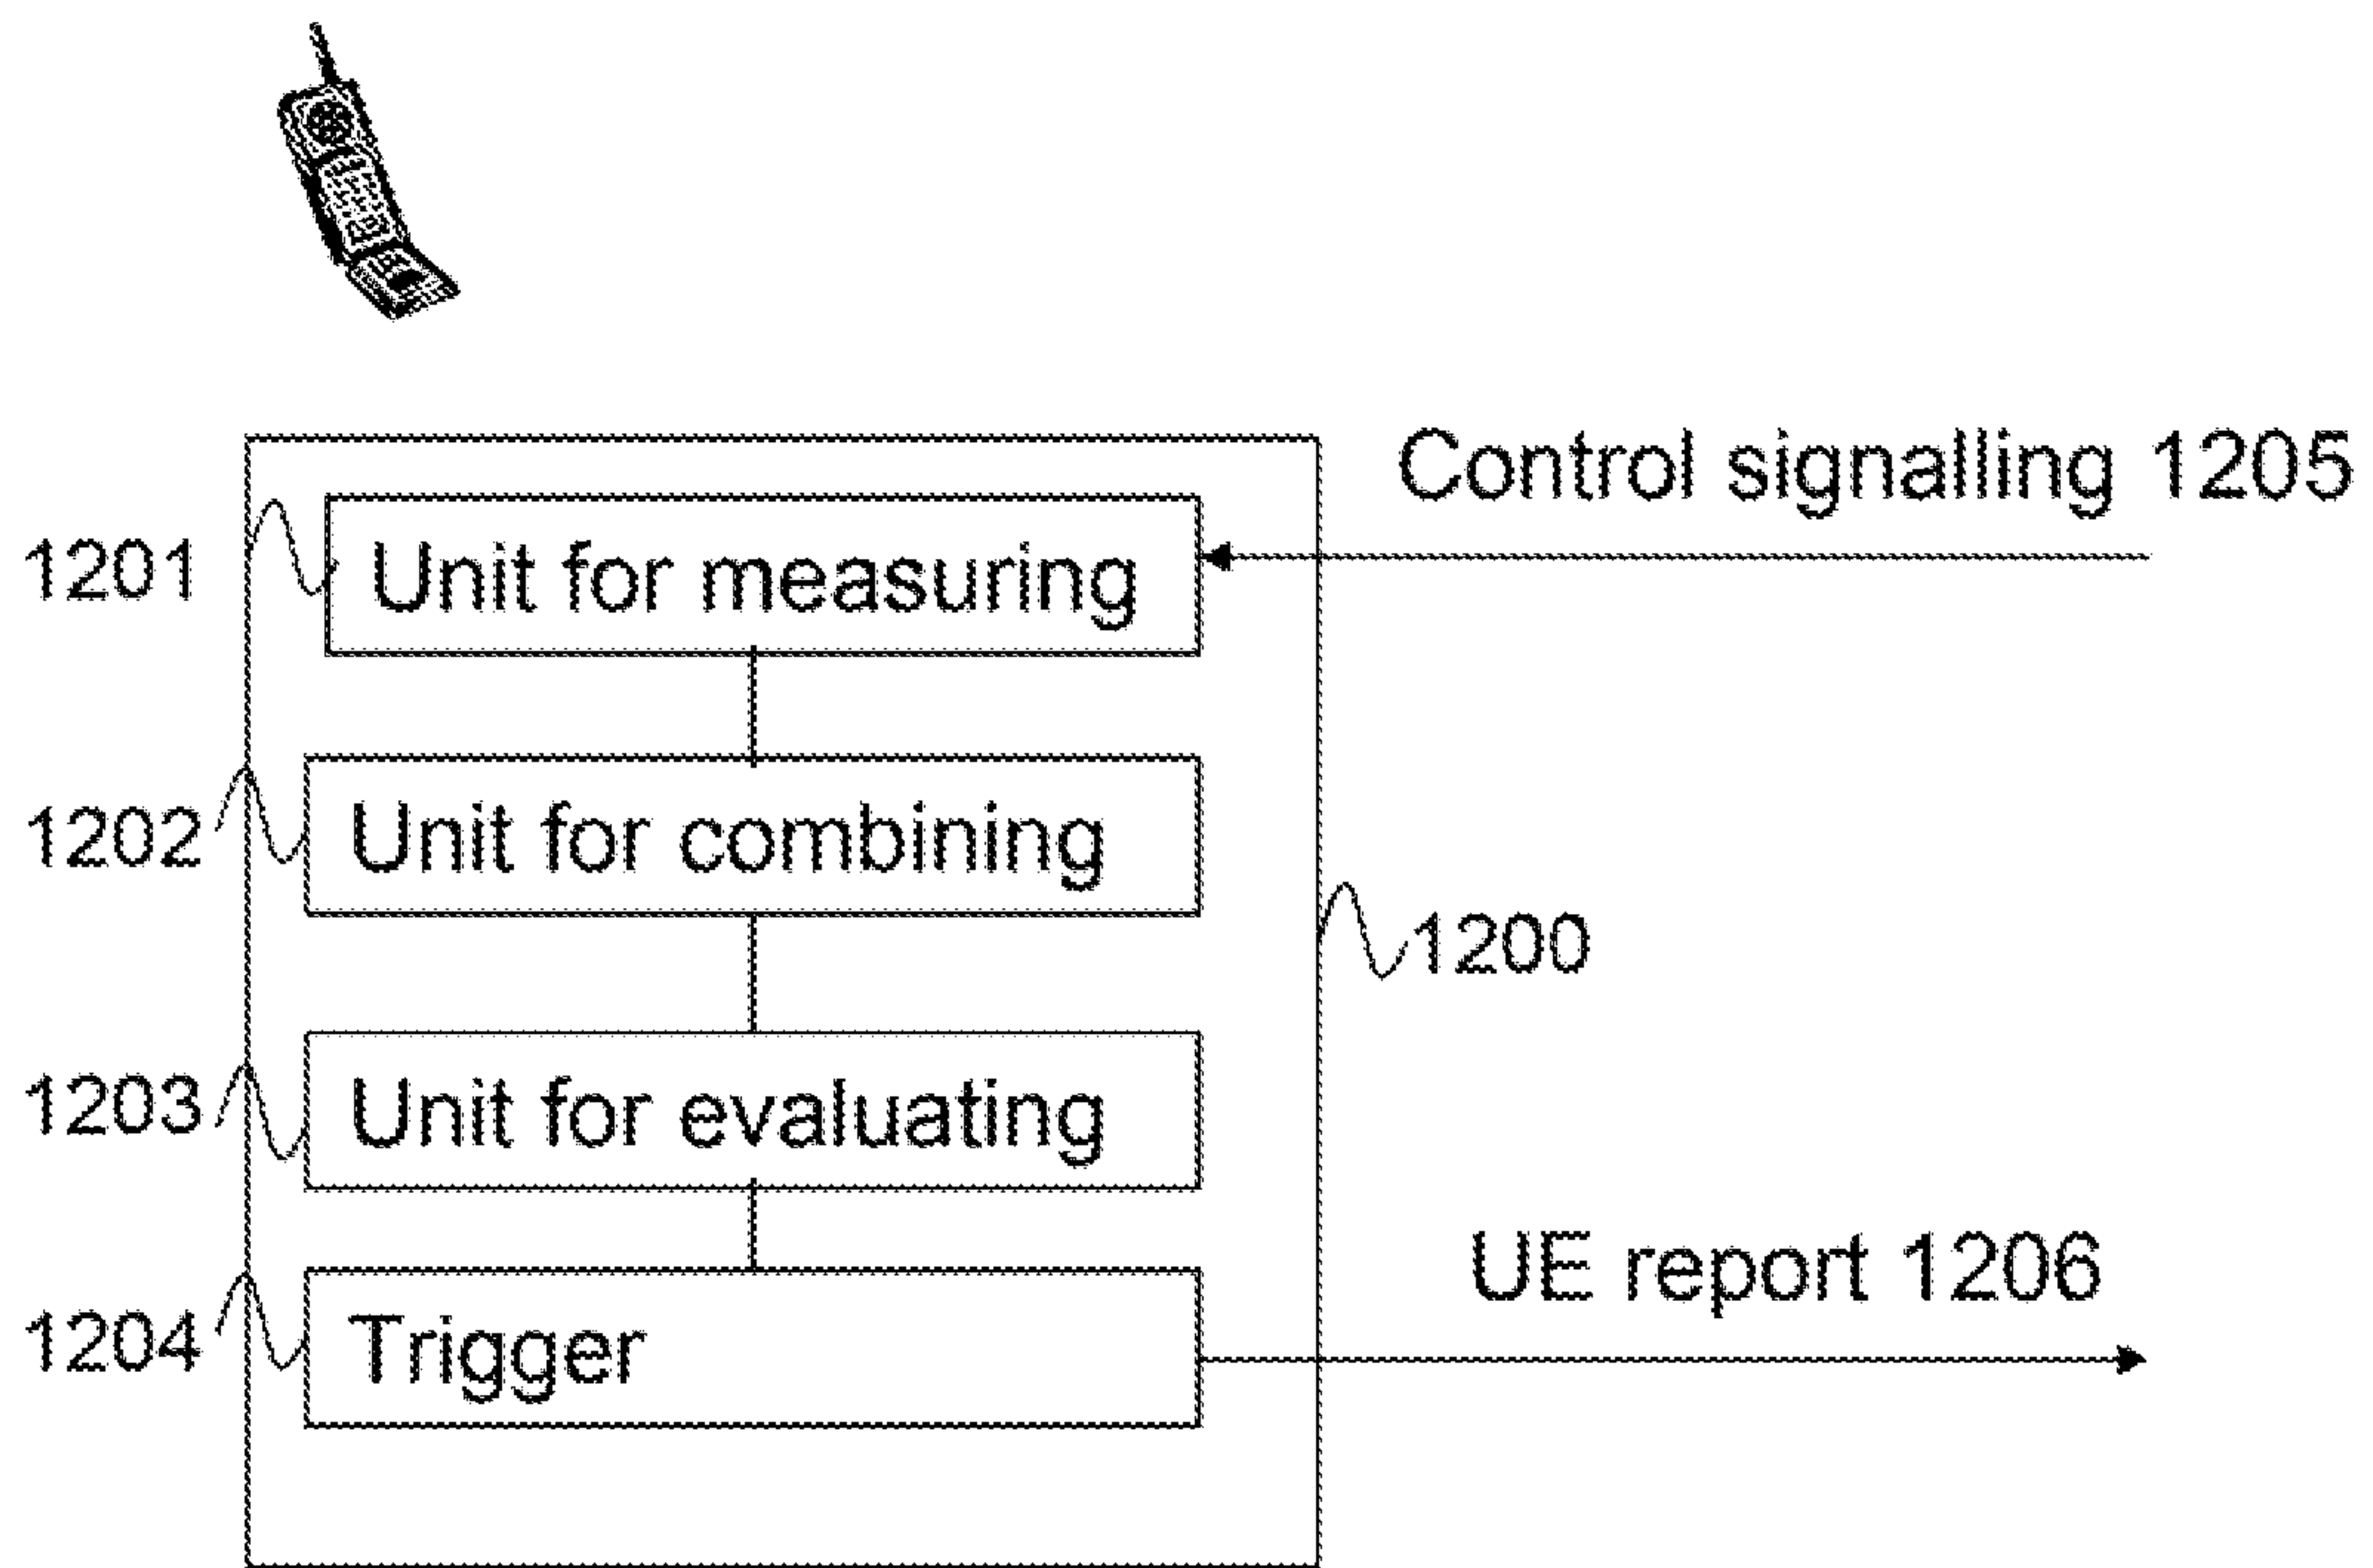 Control signalling 1205
1201
Unit for measuring
1202
Unit for combining
1200
1203
Unit for evaluating
UE report 1206
1204
Trigger